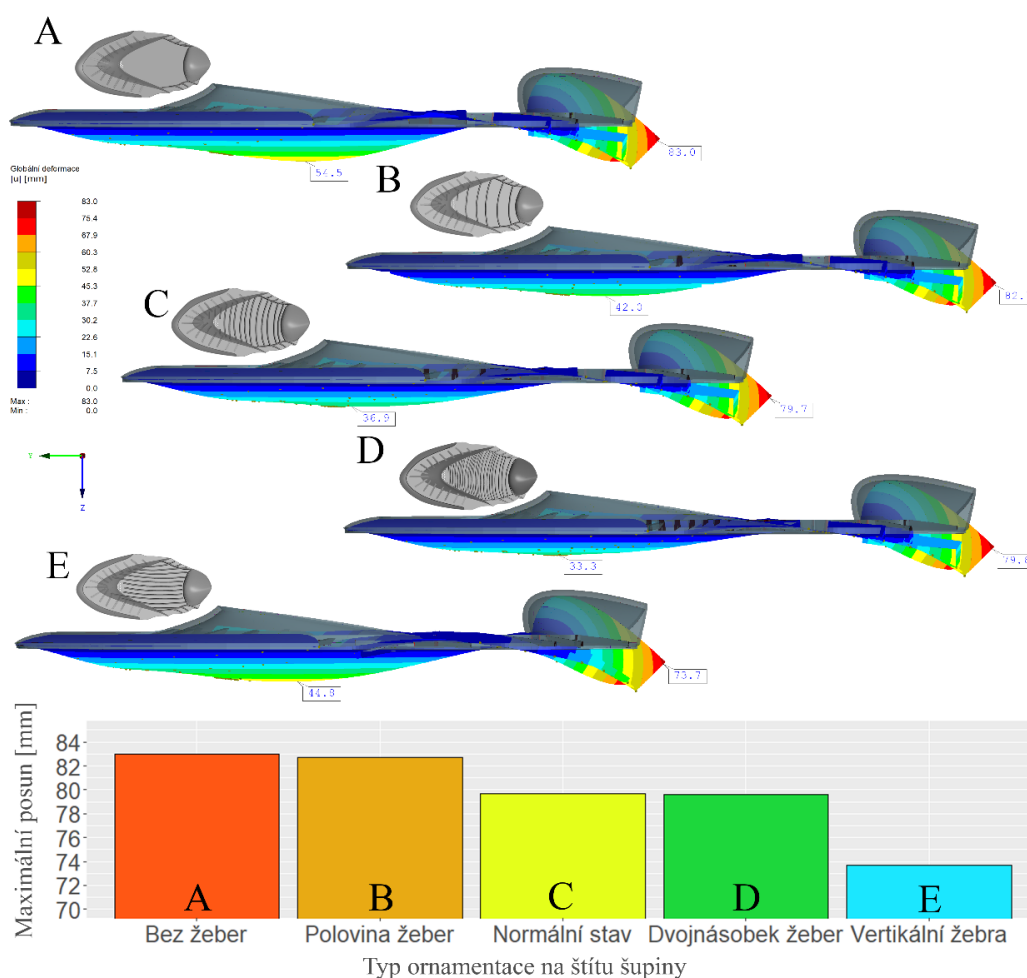 A
Globální deformace
|u| [mm]
83.0
75.4
67.9
60.3
52.8
45.3
37.7
30.2
22.6
15.1
7.5
0.0
Max : 83.0
Min : 0.0
54.5
83.0
B
42.0
82.
C
36.9
79.7
Y
Z
D
33.3
79.8
E
44.8
73.7
Maximální posun [mm]
84
82
80
78
76
74
72
70
A B C D E
Bez žeber Polovina žeber Normální stav Dvojnásobek žeber Vertikální žebra
Typ ornamentace na štítu šupiny